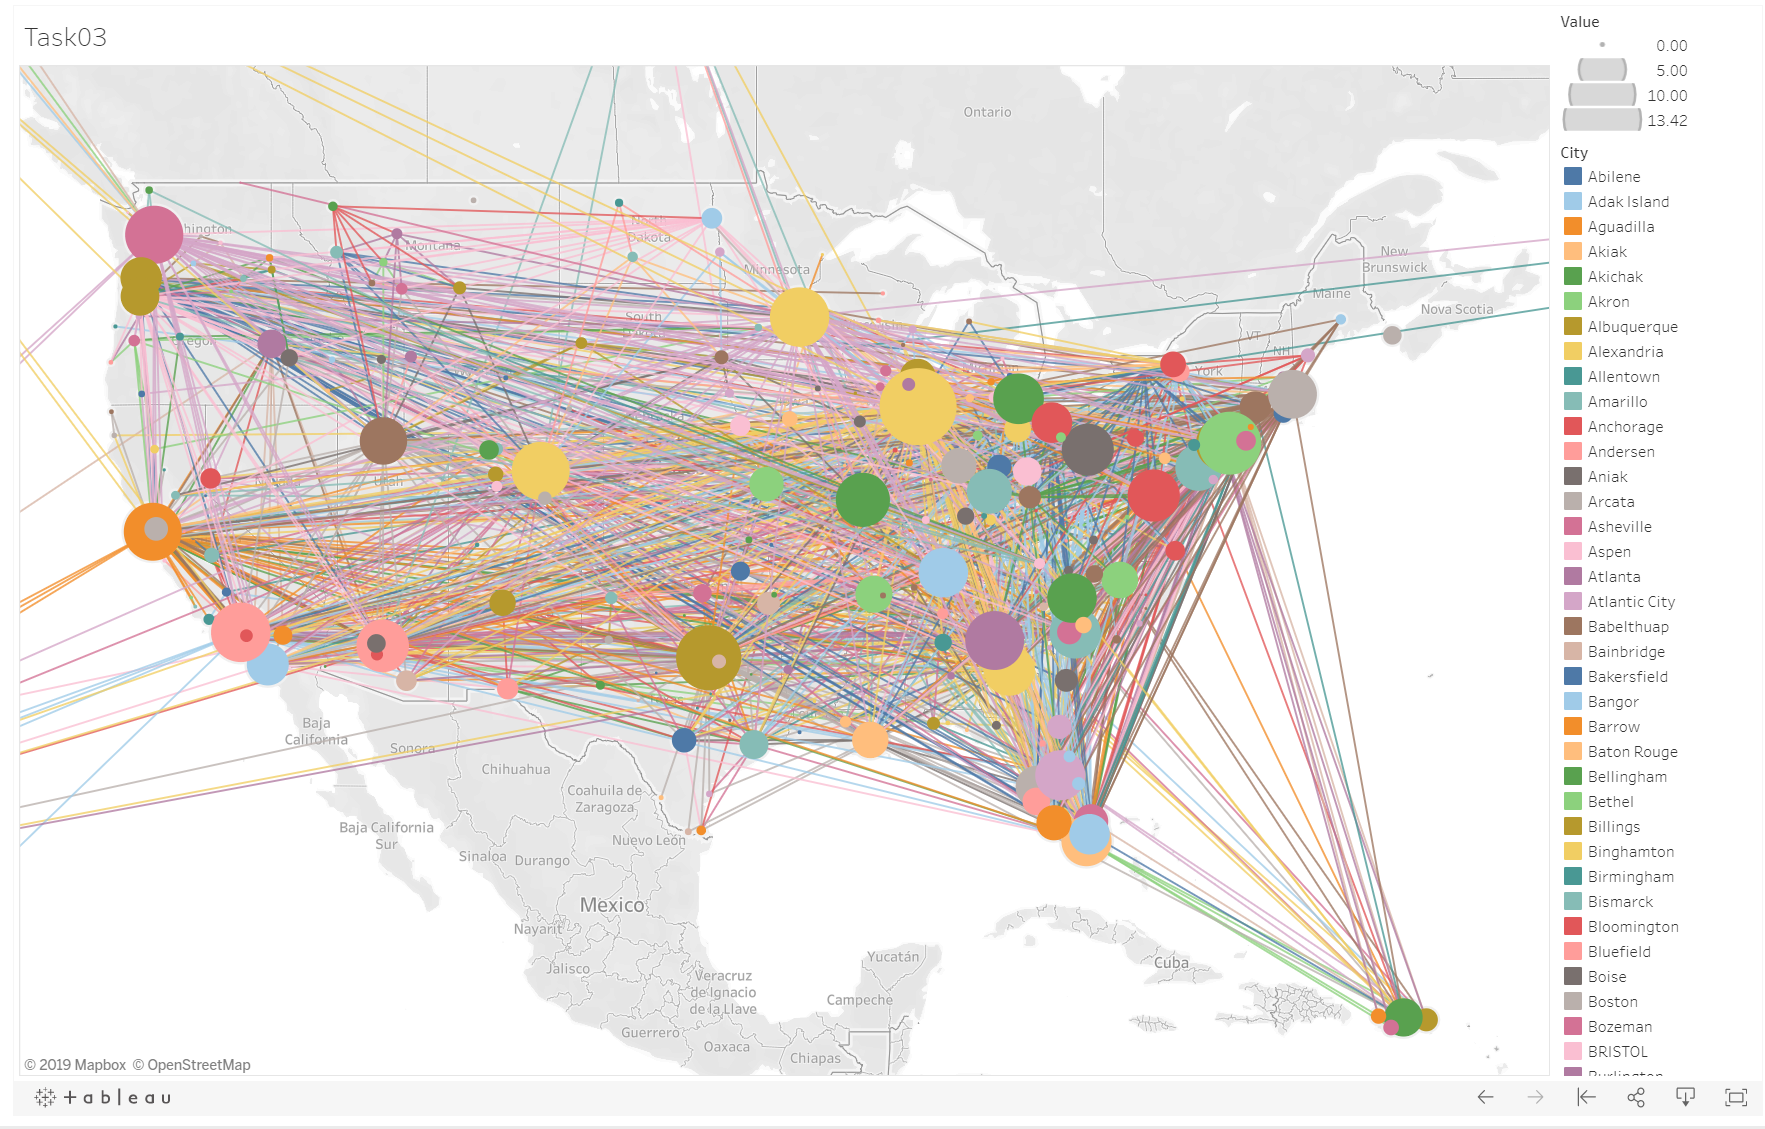 Task03
Ontario
hington
North
Dakota
Montane
New
Brunswick
Minnesota
Maine
Nova Scotia
South
VT
NH
York
Utah
Baja
California
Sonora
Chihuahua
Coahuila de
Zaragoza
Baja California
Sur
Nuevo León
Sinaloa
Durango
Mexico
Nayarit
Jalisco
Veracruz
de Ignacio
de la Llave
Yucatán
Campeche
Cuba
Guerrero
Oaxaca
Chiapas
© 2019 Mapbox © OpenStreetMap
Value
0.00
5.00
10.00
13.42
City
Abilene
Adak Island
Aguadilla
Akiak
Akichak
Akron
Albuquerque
Alexandria
Allentown
Amarillo
Anchorage
Andersen
Aniak
Arcata
Asheville
Aspen
Atlanta
Atlantic City
Babelthuap
Bainbridge
Bakersfield
Bangor
Barrow
Baton Rouge
Bellingham
Bethel
Billings
Binghamton
Birmingham
Bismarck
Bloomington
Bluefield
Boise
Boston
Bozeman
BRISTOL
Burlington
+ableau